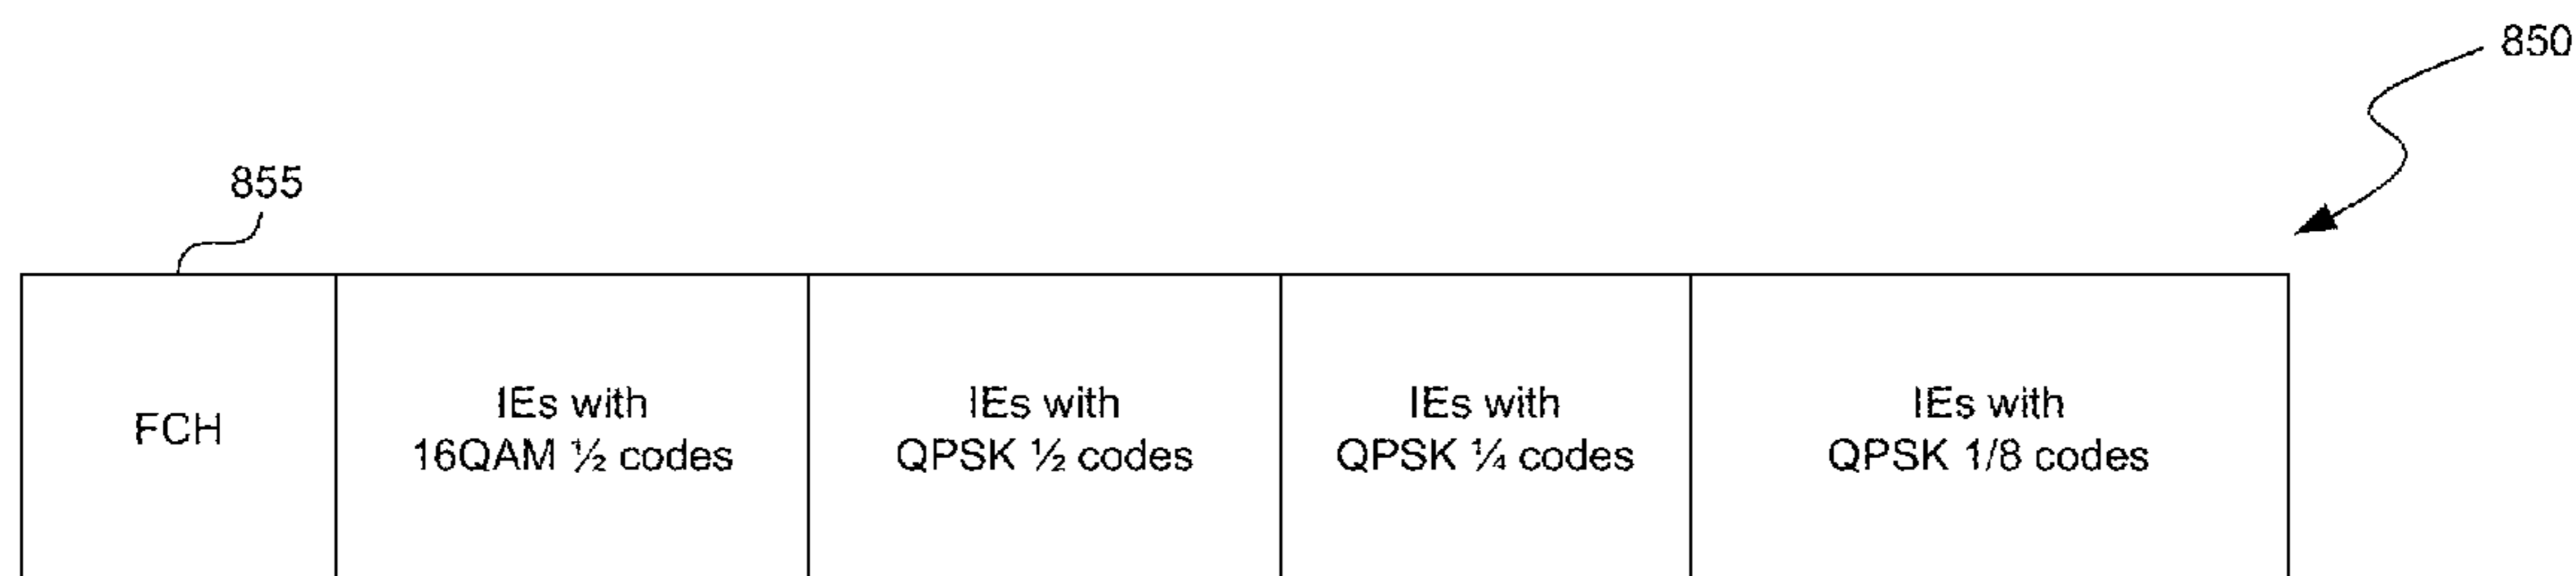 850
855
FCH
IEs with
16QAM ½ codes
IEs with
QPSK ½ codes
IEs with
QPSK ¼ codes
IEs with
QPSK 1/8 codes